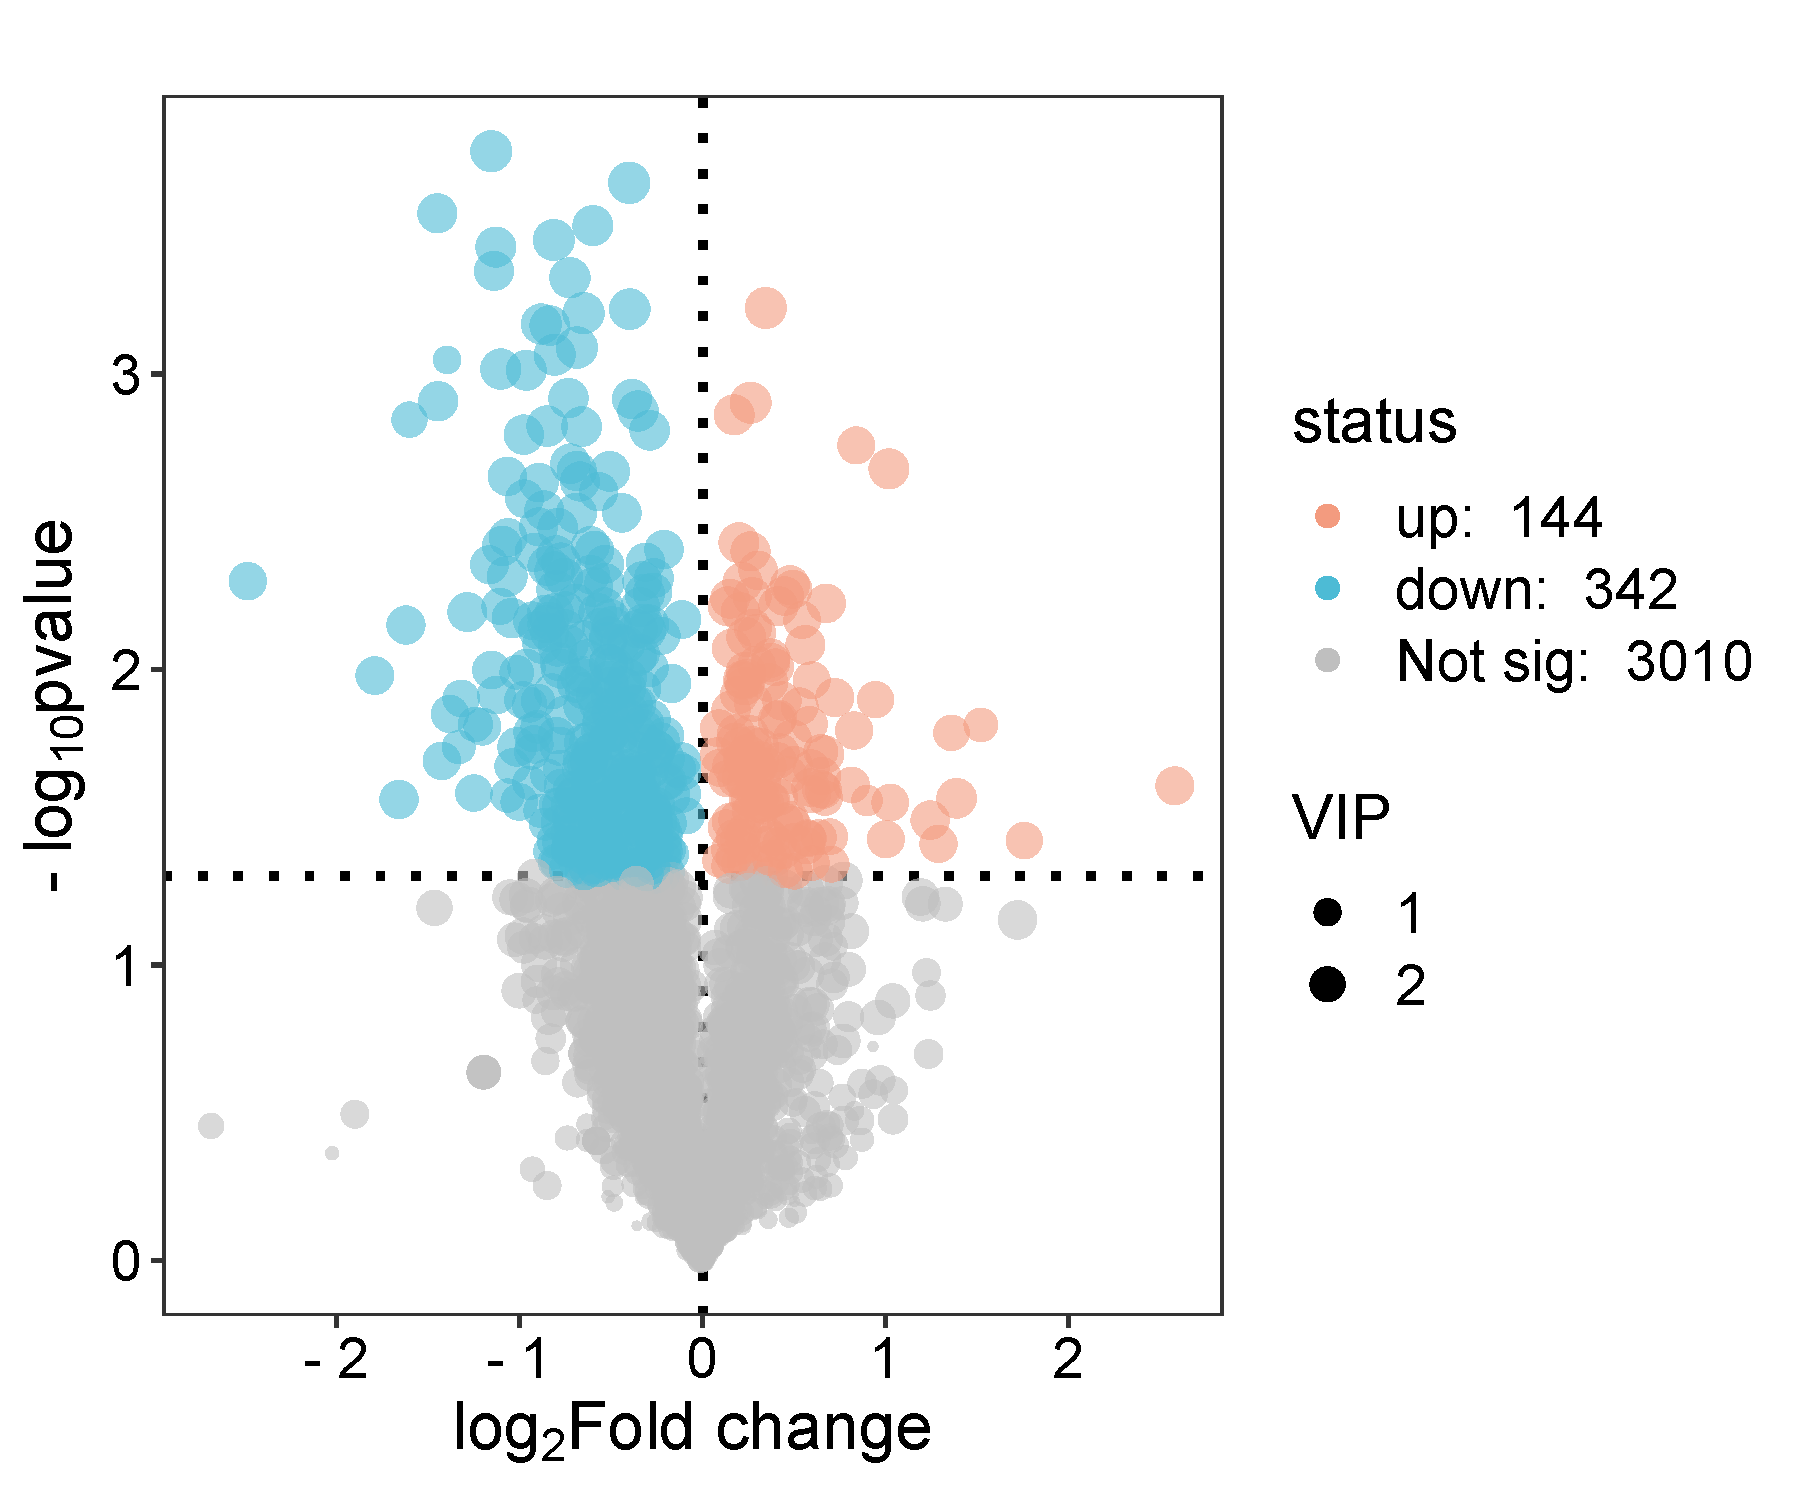 - log₁₀pvalue
3
2
1
0
- 2
- 1
0
1
2
log₂Fold change
status
up: 144
down: 342
Not sig: 3010
VIP
1
2